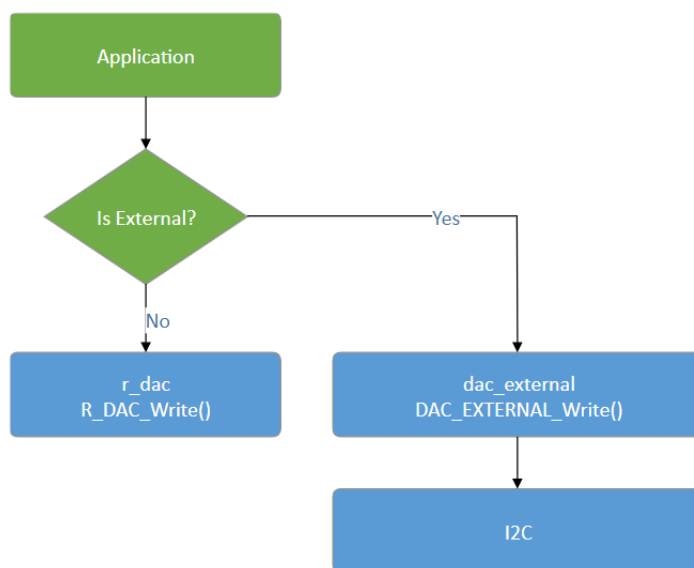 Application
Is External?
Yes
No
r_dac
R_DAC_Write()
dac_external
DAC_EXTERNAL_Write()
I2C